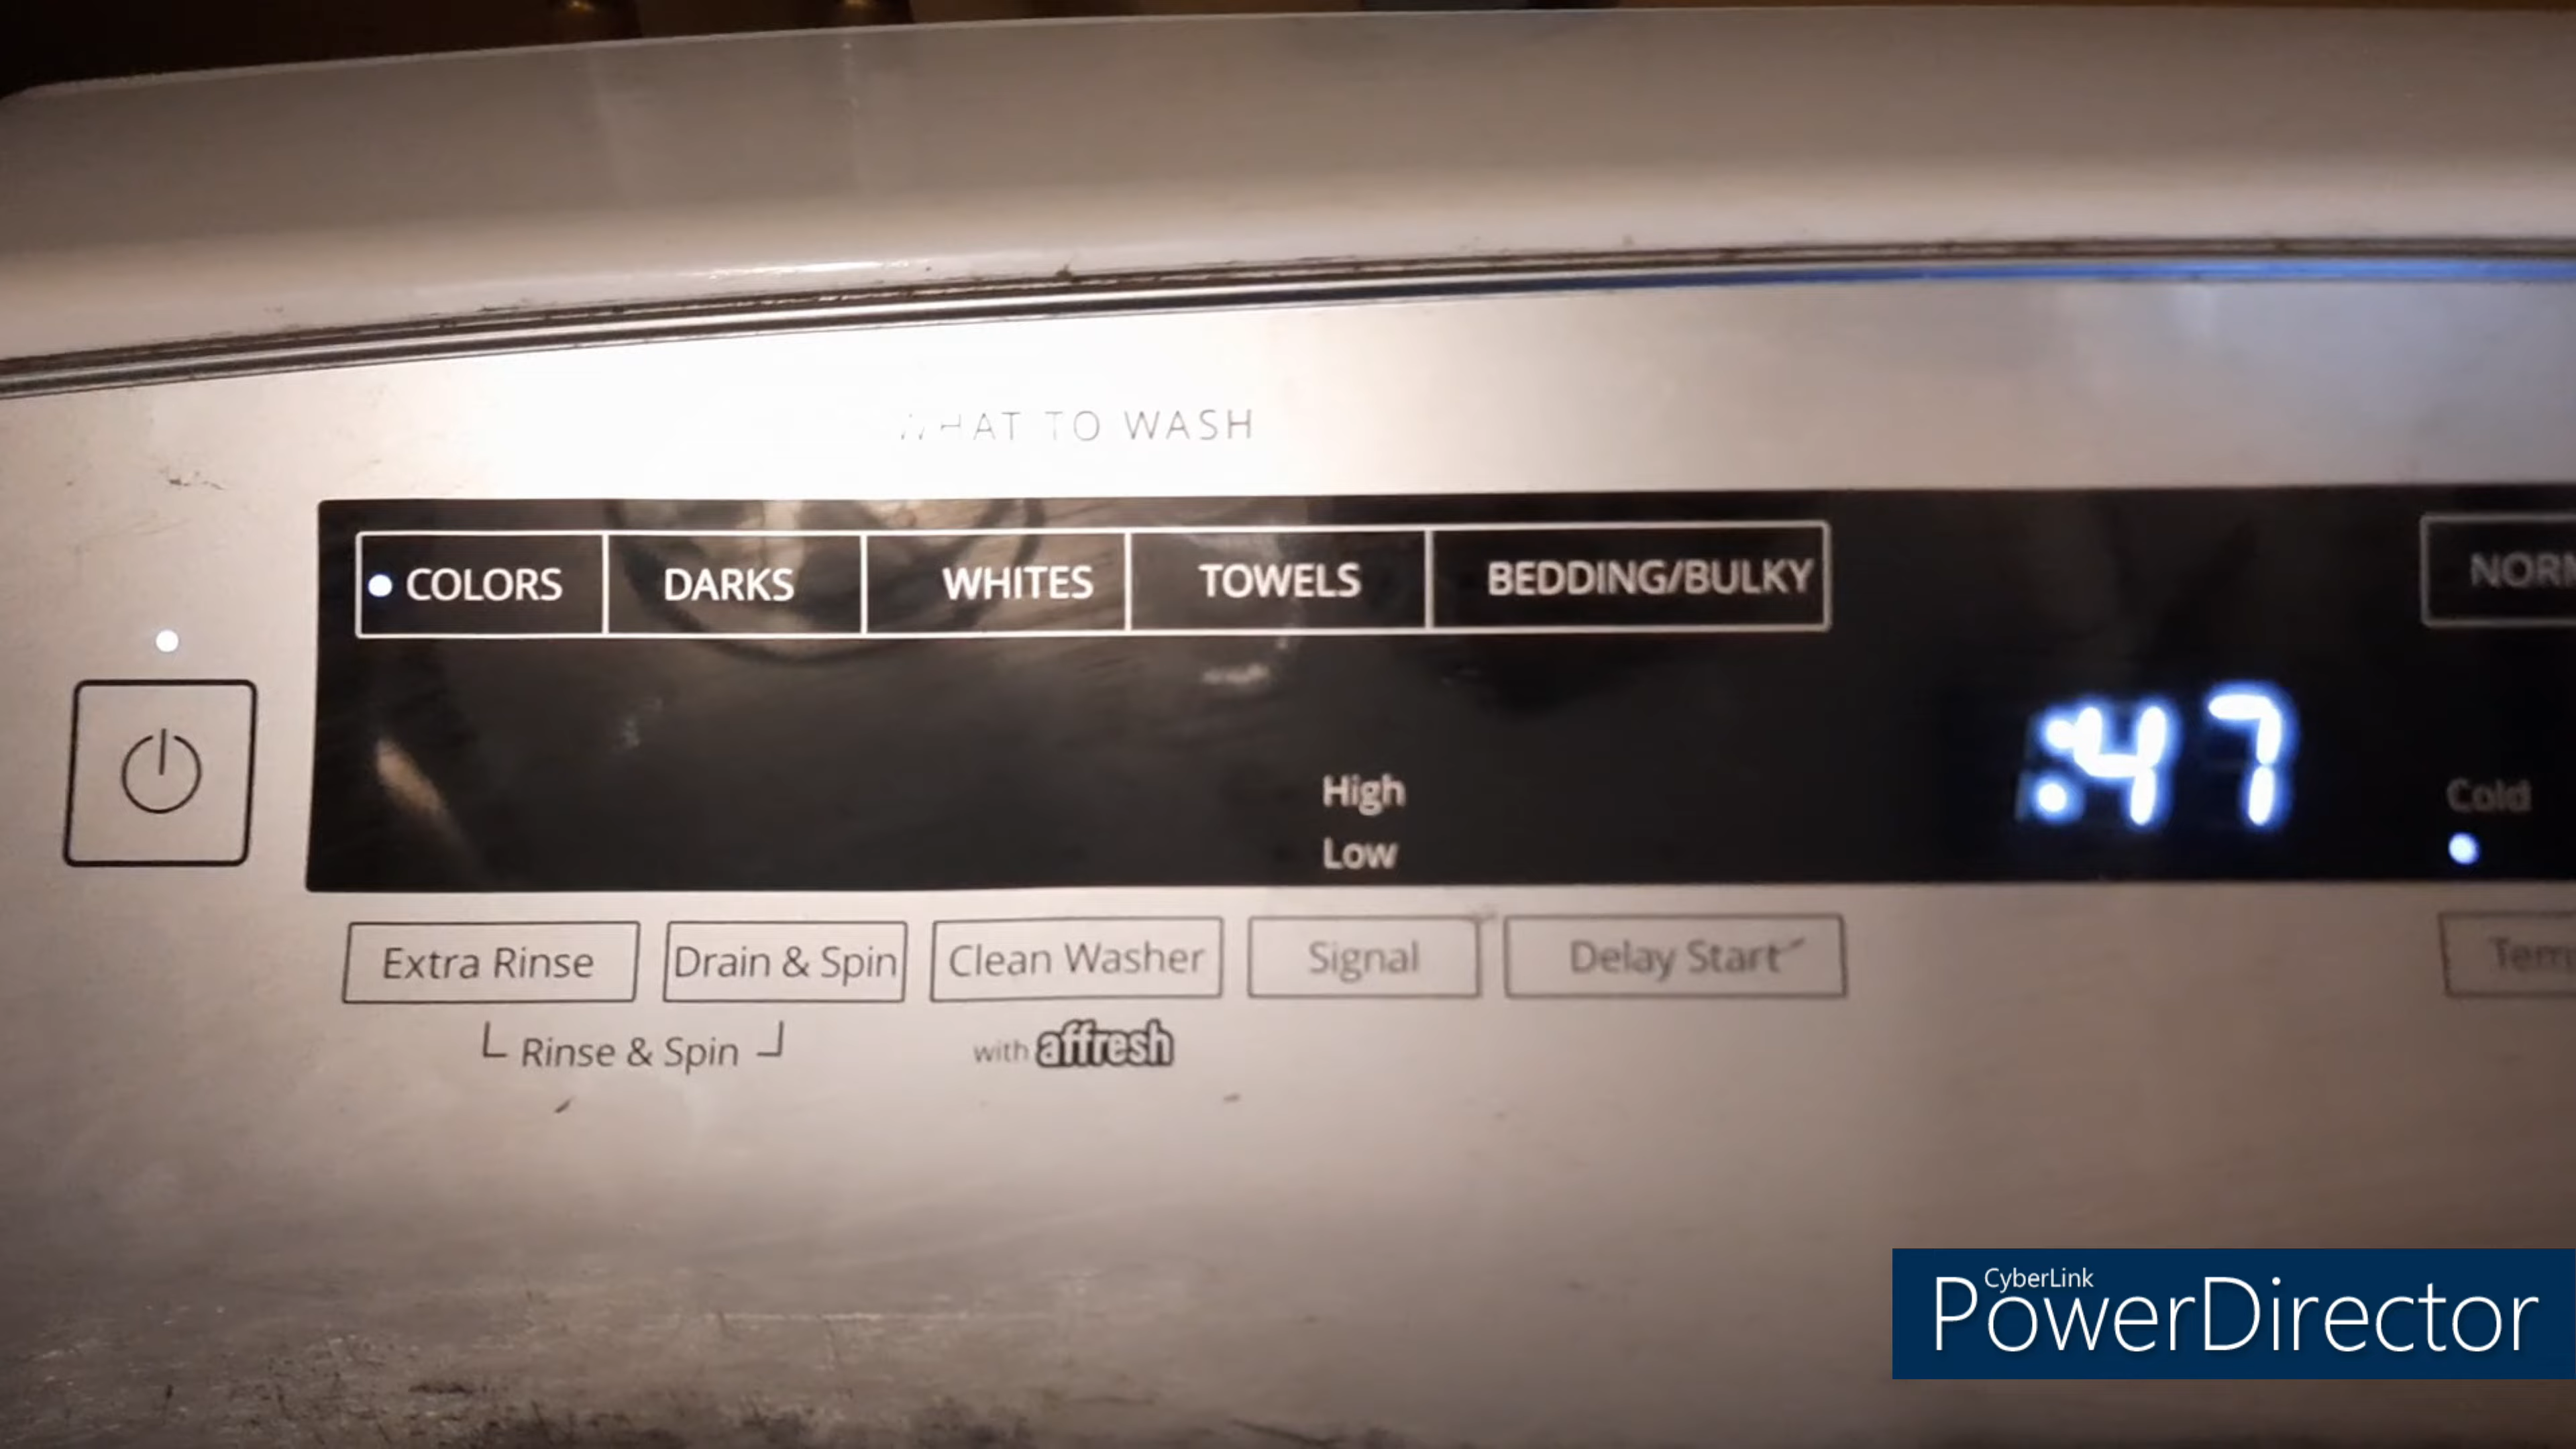 WHAT TO WASH
COLORS DARKS WHITES TOWELS BEDDING/BULKY
:47
High
Low
Cold
Extra Rinse Drain & Spin Clean Washer Signal Delay Start
Rinse & Spin
with affresh
CyberLink
PowerDirector